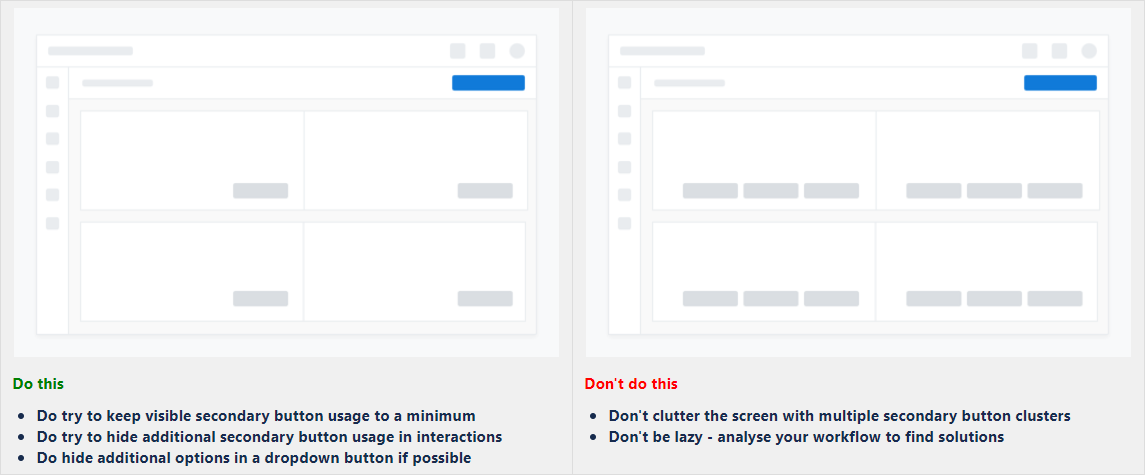 Do this
Do try to keep visible secondary button usage to a minimum
Do try to hide additional secondary button usage in interactions
Do hide additional options in a dropdown button if possible
Don't do this
Don't clutter the screen with multiple secondary button clusters
Don't be lazy - analyse your workflow to find solutions